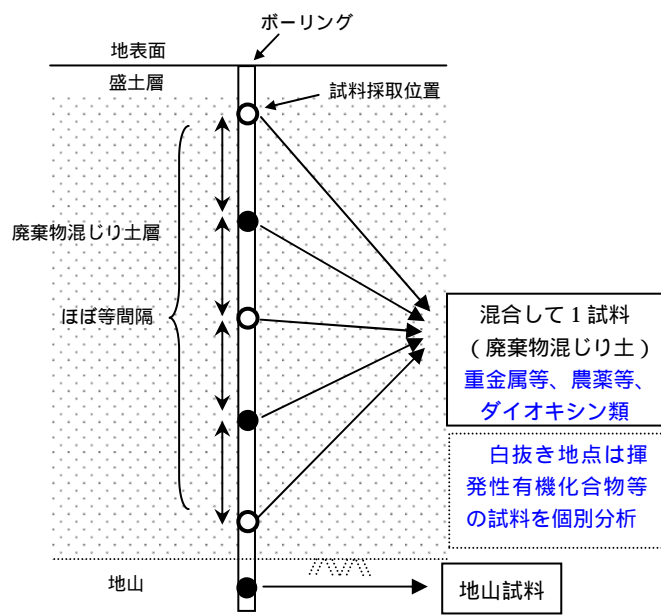 ボーリング
地表面
盛土層
試料採取位置
廃棄物混じり土層
ほぼ等間隔
混合して1試料
(廃棄物混じり土)
重金属等、農薬等、
ダイオキシン類
白抜き地点は揮
発性有機化合物等
の試料を個別分析
地山
地山試料